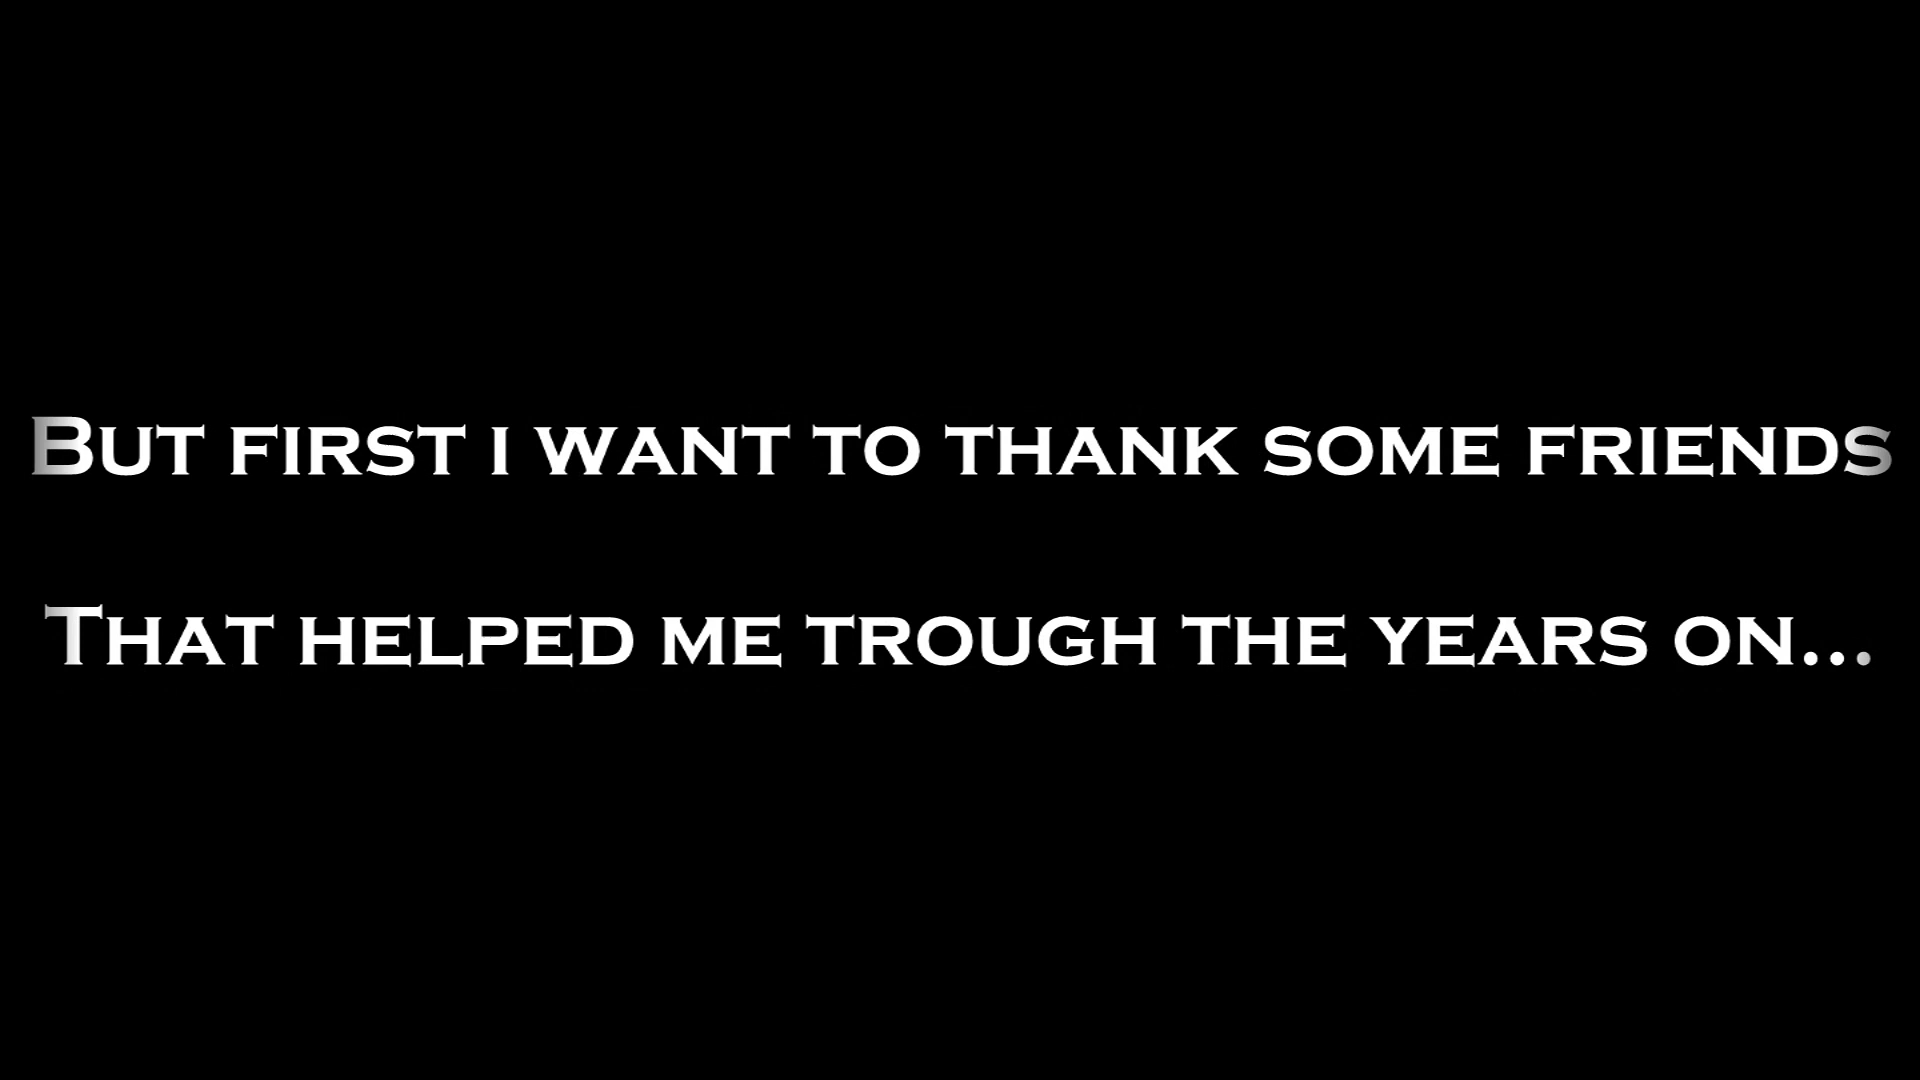 But first i want to thank some friends
That helped me trough the years on...